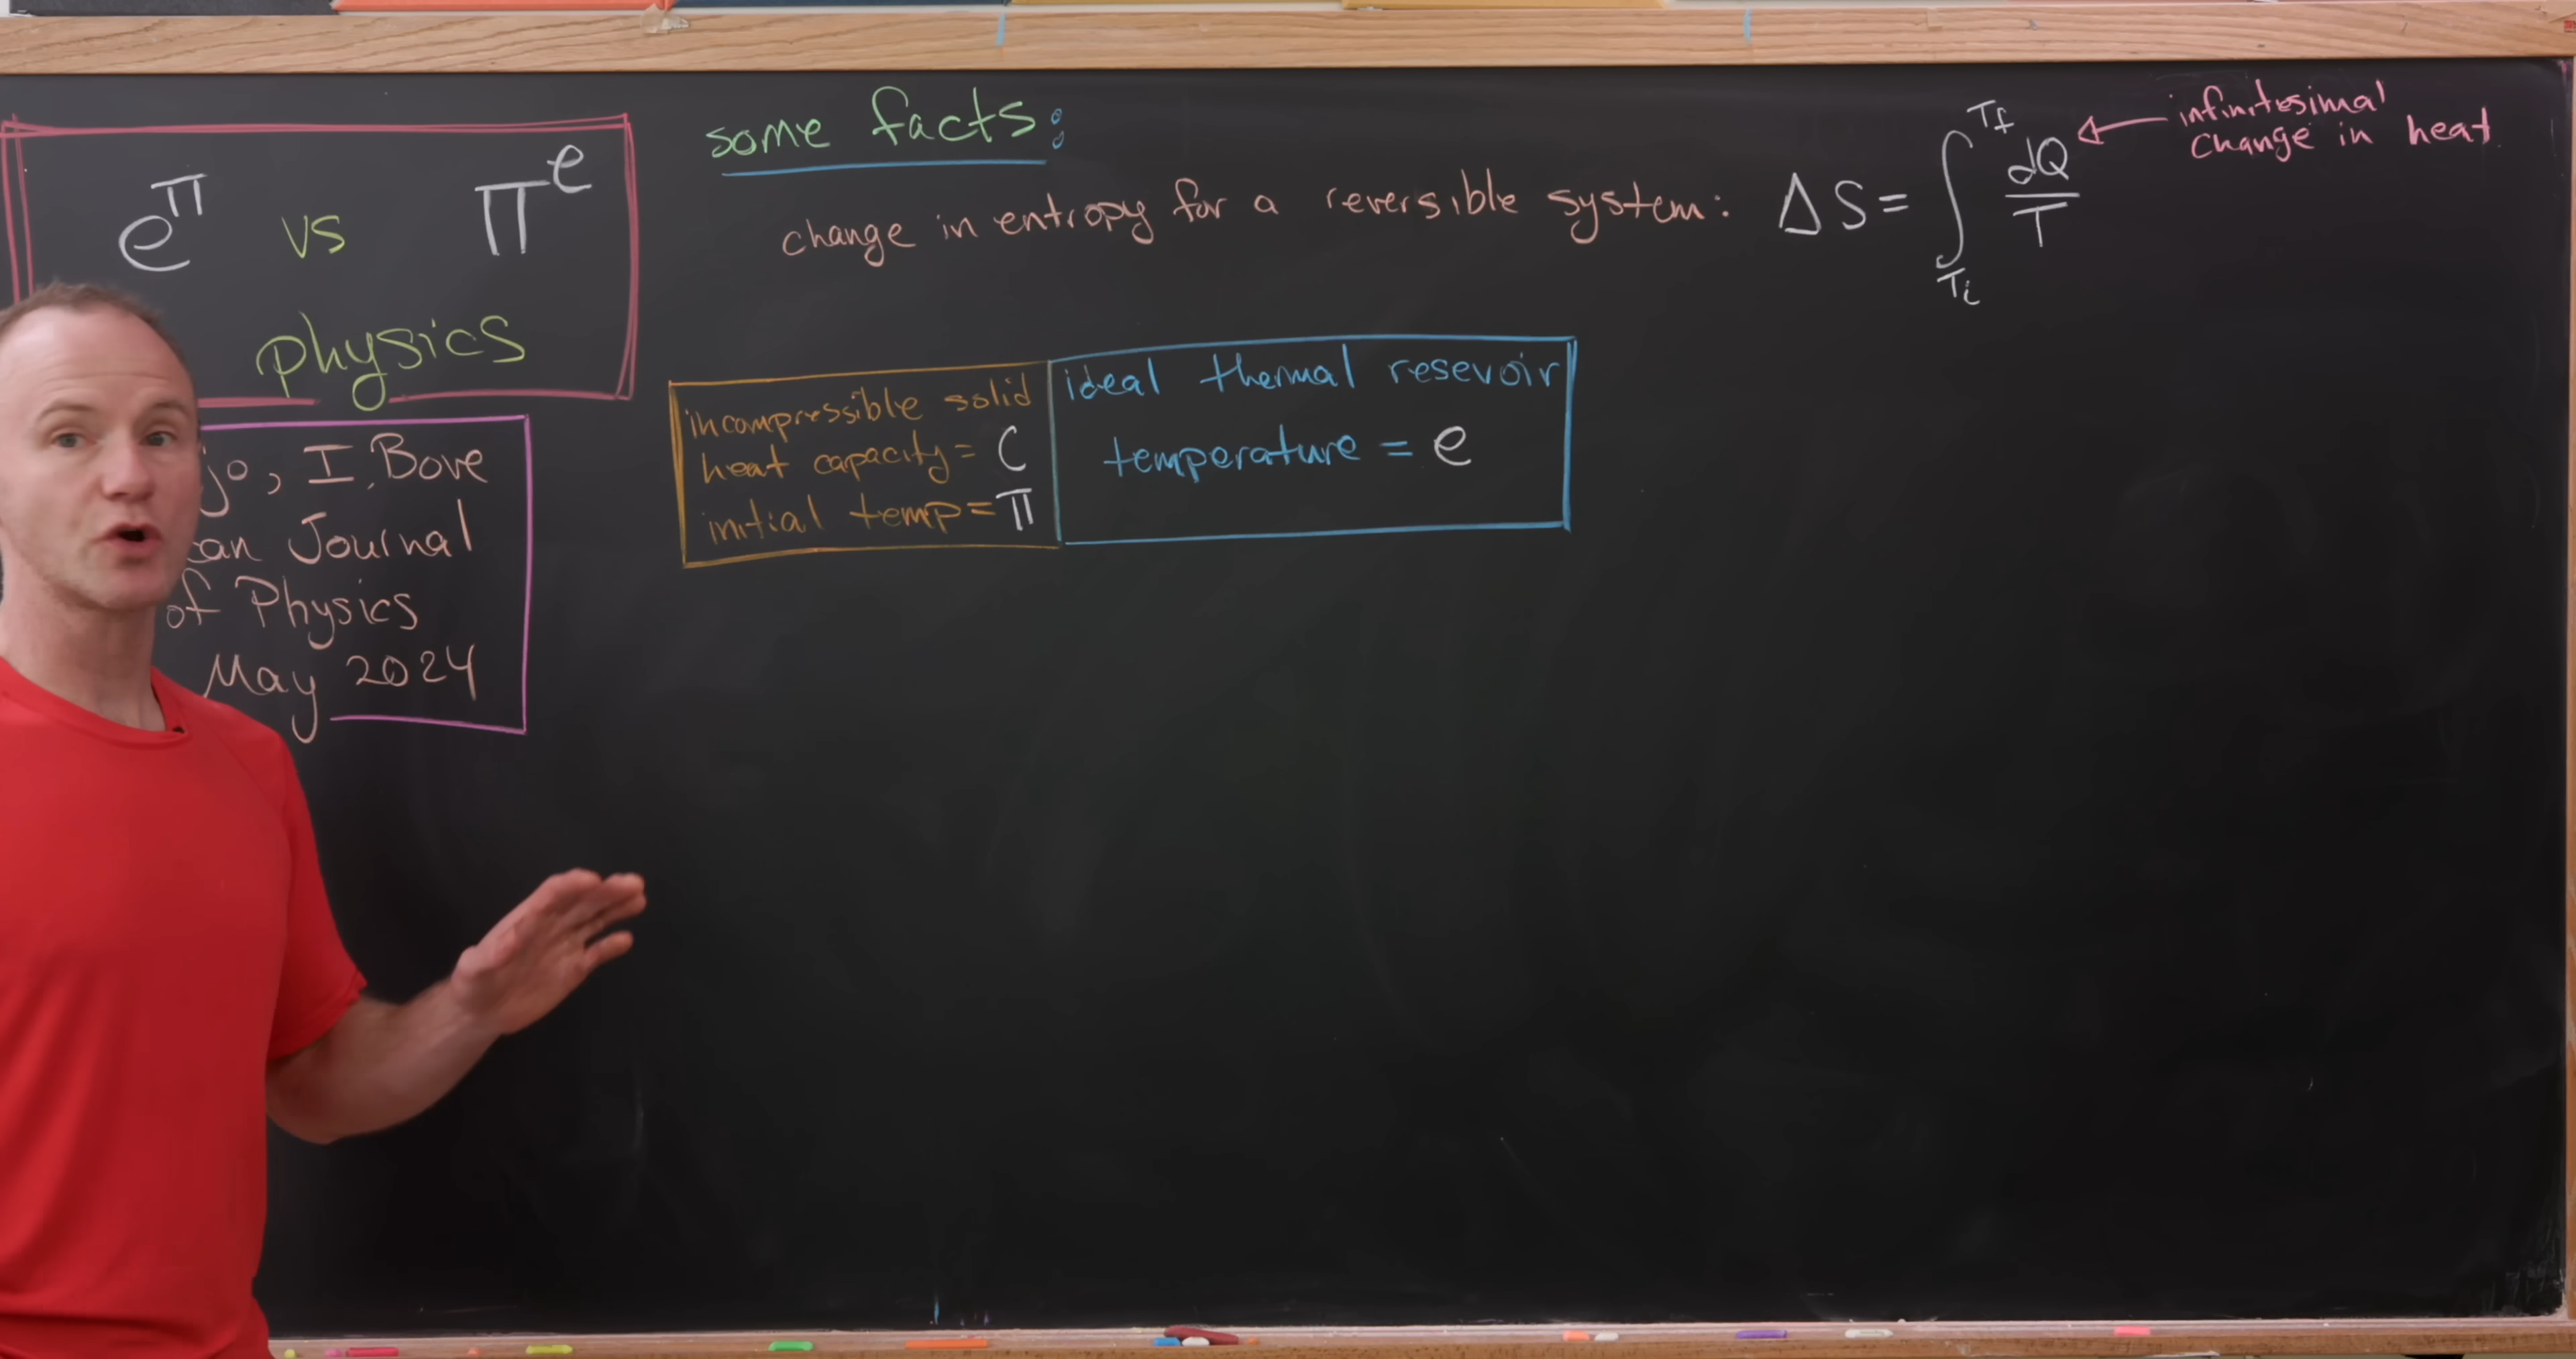 e^π vs π^e
physics
I. Bove
Journal
of Physics
May 2024
some facts:
change in entropy for a reversible system: ΔS = ∫_{Ti}^{Tf} dQ/T
infinitesimal
change in heat
incompressible solid
heat capacity = C
initial temp = π
ideal thermal resevoir
temperature = e